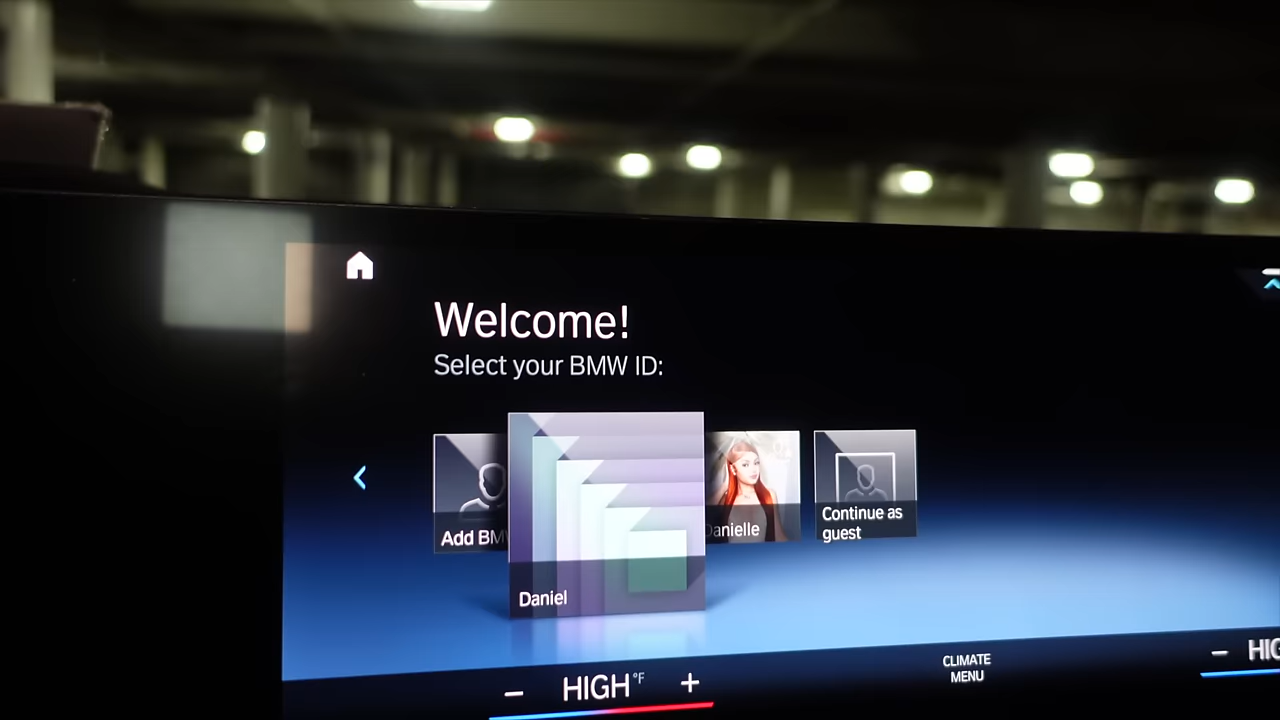 Welcome!
Select your BMW ID:
Add BM
Daniel
Danielle
Continue as
guest
- HIGH °F +
CLIMATE
MENU
- HIG